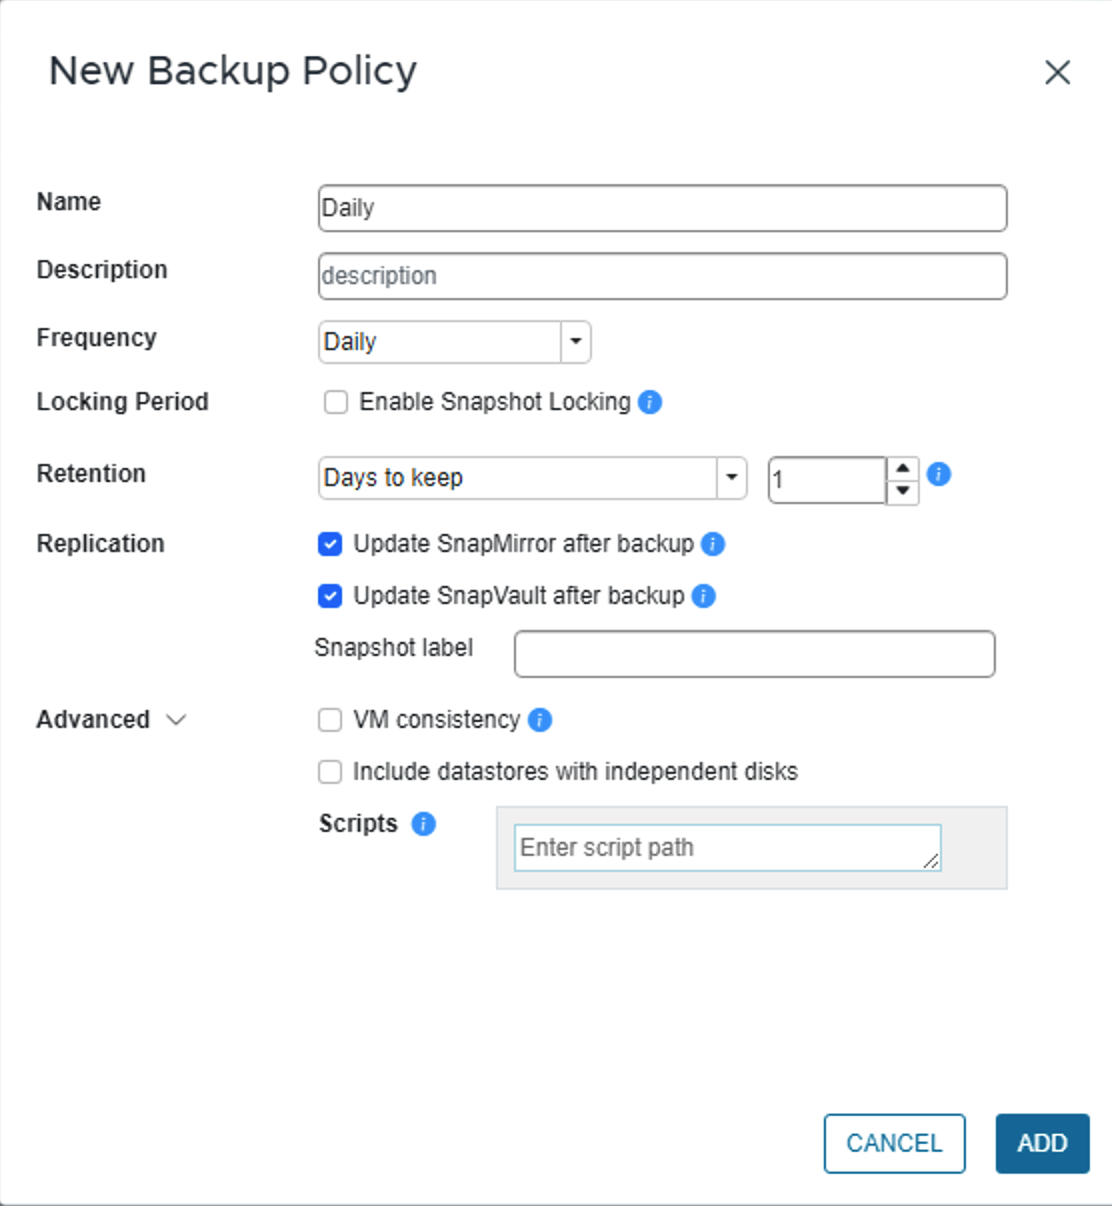 New Backup Policy
Name
Daily
Description
description
Frequency
Daily
Locking Period
Enable Snapshot Locking
Retention
Days to keep
1
Replication
Update SnapMirror after backup
Update SnapVault after backup
Snapshot label
Advanced
VM consistency
Include datastores with independent disks
Scripts
Enter script path
CANCEL
ADD